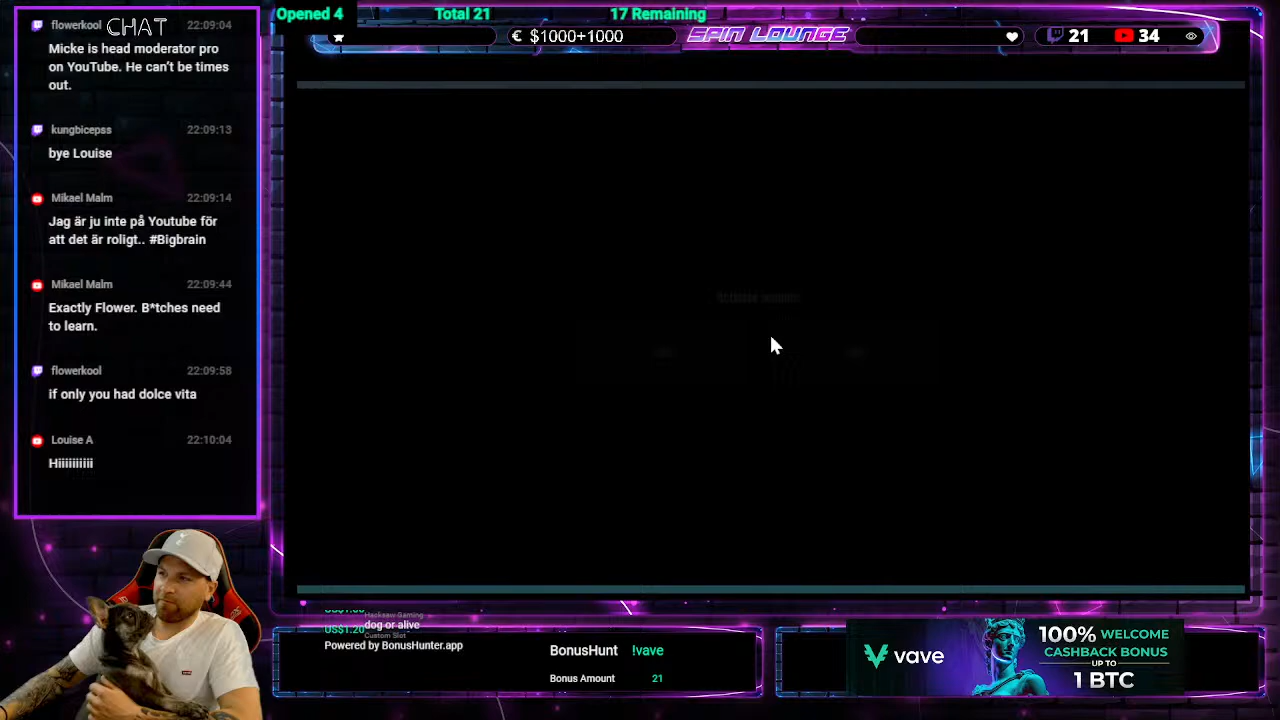 CHAT
flowerkool 22:09:04
Micke is head moderator pro
on YouTube. He can't be times
out.
kungbicepss 22:09:13
bye Louise
Mikael Malm 22:09:14
Jag är ju inte på Youtube för
att det är roligt.. #Bigbrain
Mikael Malm 22:09:44
Exactly Flower. B*tches need
to learn.
flowerkool 22:09:58
if only you had dolce vita
Louise A 22:10:04
Hiiiiiiiiii
Opened 4 Total 21 17 Remaining
€ $1000+1000 SPIN LOUNGE 21 34
Hacksaw Gaming
dog or alive
US$1.20
Custom Slot
Powered by BonusHunter.app
BonusHunt !vave
Bonus Amount 21
vave
100% WELCOME
CASHBACK BONUS
UP TO
1 BTC